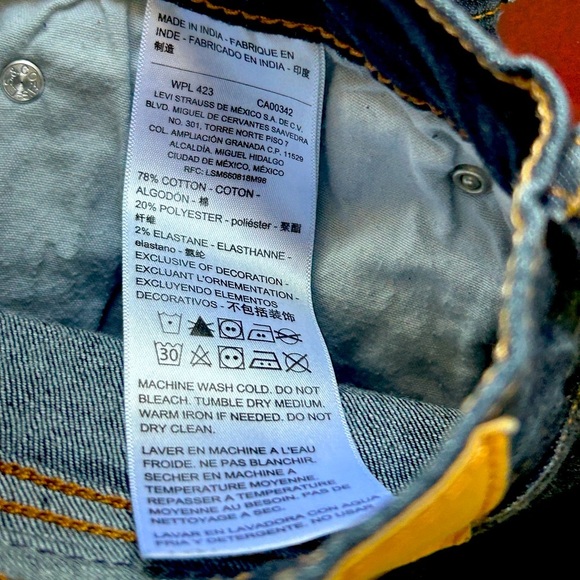 MADE IN INDIA - FABRIQUE EN
INDE - FABRICADO EN INDIA - 印度
制造
WPL 423 CA00342
LEVI STRAUSS DE MÉXICO S.A. DE C.V.
BLVD. MIGUEL DE CERVANTES SAAVEDRA
NO. 301, TORRE NORTE PISO 7
COL. AMPLIACIÓN GRANADA C.P. 11529
ALCALDÍA. MIGUEL HIDALGO
CIUDAD DE MÉXICO, MÉXICO
RFC: LSM660818M98
78% COTTON - COTON -
ALGODÓN - 棉
20% POLYESTER - poliéster - 聚酯
纤维
2% ELASTANE - ELASTHANNE -
elastano - 氨纶
EXCLUSIVE OF DECORATION -
EXCLUANT L'ORNEMENTATION -
EXCLUYENDO ELEMENTOS
DECORATIVOS - 不包括装饰
30
MACHINE WASH COLD. DO NOT
BLEACH. TUMBLE DRY MEDIUM.
WARM IRON IF NEEDED. DO NOT
DRY CLEAN.
LAVER EN MACHINE A L'EAU
FROIDE. NE PAS BLANCHIR.
SECHER EN MACHINE A
TEMPERATURE MOYENNE.
REPASSER A TEMPERATURE
MOYENNE AU BESOIN. PAS DE
NETTOYAGE A SEC.
LAVAR EN LAVADORA CON AGUA
FRIA Y DETERGENTE. NO USAR